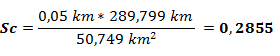 Sc = 0,05 km * 289,799 km / 50,749 km² = 0,2855